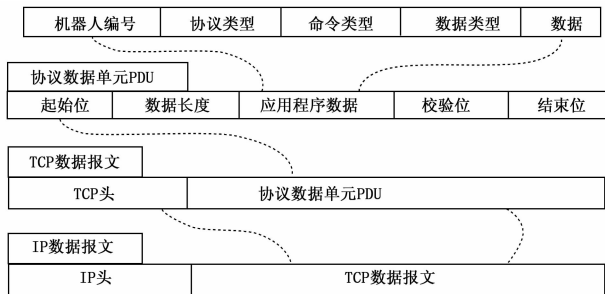 机器人编号 协议类型 命令类型 数据类型 数据
协议数据单元PDU
起始位 数据长度 应用程序数据 校验位 结束位
TCP数据报文
TCP头 协议数据单元PDU
IP数据报文
IP头 TCP数据报文